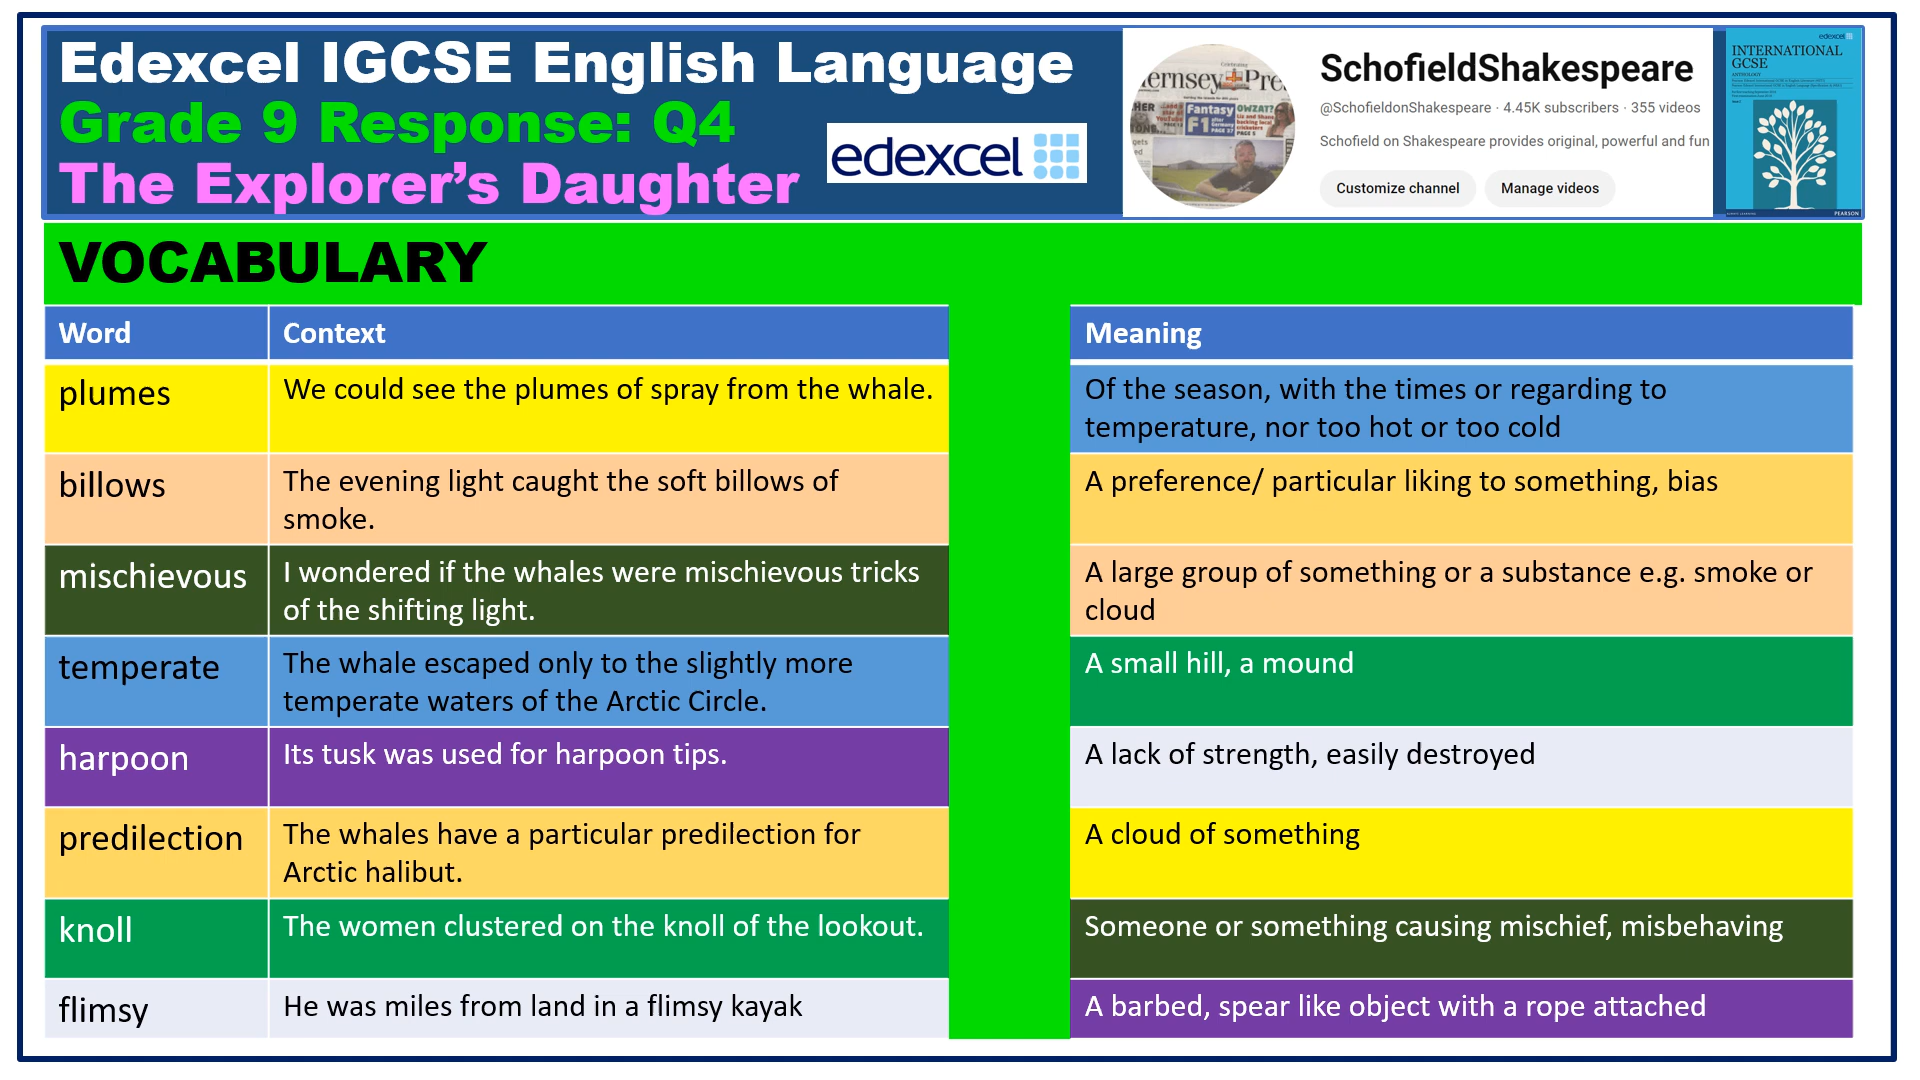 Edexcel IGCSE English Language
Grade 9 Response: Q4
The Explorer's Daughter
edexcel
SchofieldShakespeare
@SchofieldonShakespeare · 4.45K subscribers · 355 videos
Schofield on Shakespeare provides original, powerful and fun
Customize channel
Manage videos
ernsey Pre
HER
Fantasy
F1
OWZAT?
edexcel
INTERNATIONAL
GCSE
ANTHOLOGY
PEARSON
VOCABULARY
Word Context Meaning
plumes
We could see the plumes of spray from the whale.
Of the season, with the times or regarding to
temperature, nor too hot or too cold
billows
The evening light caught the soft billows of
smoke.
A preference/ particular liking to something, bias
mischievous
I wondered if the whales were mischievous tricks
of the shifting light.
A large group of something or a substance e.g. smoke or
cloud
temperate
The whale escaped only to the slightly more
temperate waters of the Arctic Circle.
A small hill, a mound
harpoon
Its tusk was used for harpoon tips.
A lack of strength, easily destroyed
predilection
The whales have a particular predilection for
Arctic halibut.
A cloud of something
knoll
The women clustered on the knoll of the lookout.
Someone or something causing mischief, misbehaving
flimsy
He was miles from land in a flimsy kayak
A barbed, spear like object with a rope attached